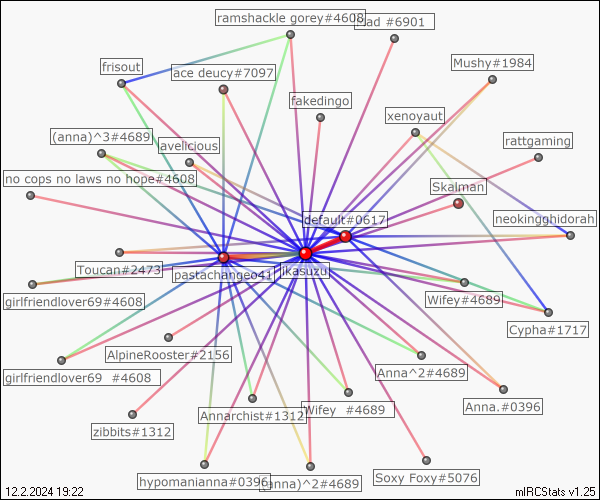 ramshackle gorey#4608
ad #6901
frisout
ace deucy#7097
Mushy#1984
fakedingo
xenoyaut
(anna)^3#4689
avelicious
rattgaming
no cops no laws no hope#4608
Skalman
default#0617
neokingghidorah
Toucan#2473
pastachangeo41
ikasuzu
girlfriendlover69#4608
Wifey#4689
Cypha#1717
AlpineRooster#2156
girlfriendlover69 #4608
Anna^2#4689
Annarchist#1312
Wifey #4689
Anna.#0396
zibbits#1312
hypomanianna#0396
(anna)^2#4689
Soxy Foxy#5076
12.2.2024 19:22
mIRCStats v1.25